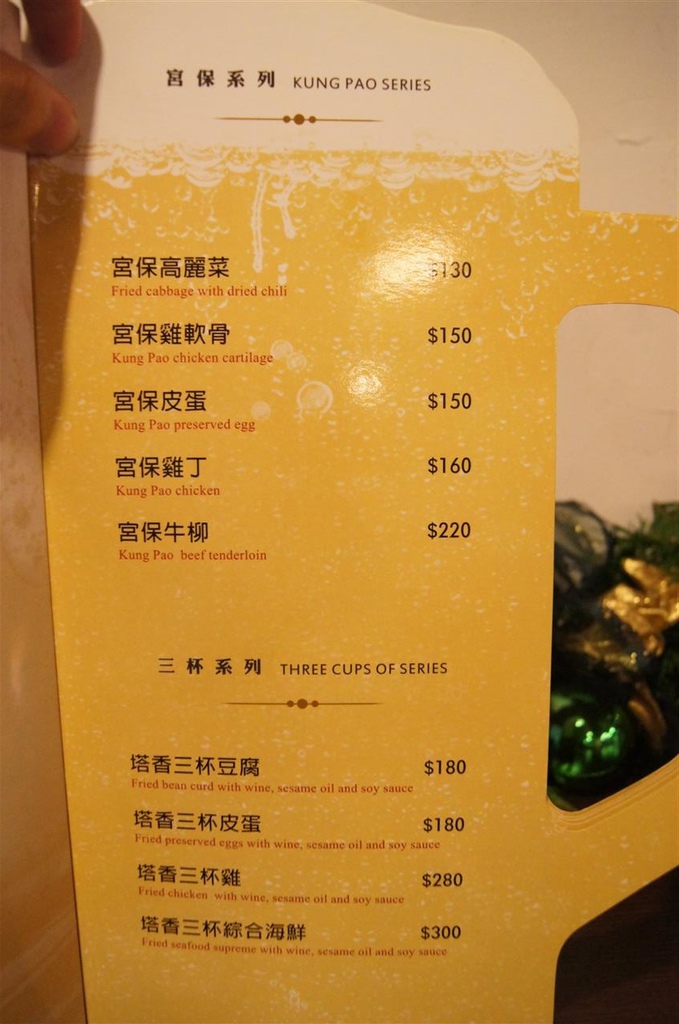 宮保系列 KUNG PAO SERIES
宮保高麗菜 $130
Fried cabbage with dried chili
宮保雞軟骨 $150
Kung Pao chicken cartilage
宮保皮蛋 $150
Kung Pao preserved egg
宮保雞丁 $160
Kung Pao chicken
宮保牛柳 $220
Kung Pao beef tenderloin
三杯系列 THREE CUPS OF SERIES
塔香三杯豆腐 $180
Fried bean curd with wine, sesame oil and soy sauce
塔香三杯皮蛋 $180
Fried preserved eggs with wine, sesame oil and soy sauce
塔香三杯雞 $280
Fried chicken with wine, sesame oil and soy sauce
塔香三杯綜合海鮮 $300
Fried seafood supreme with wine, sesame oil and soy sauce